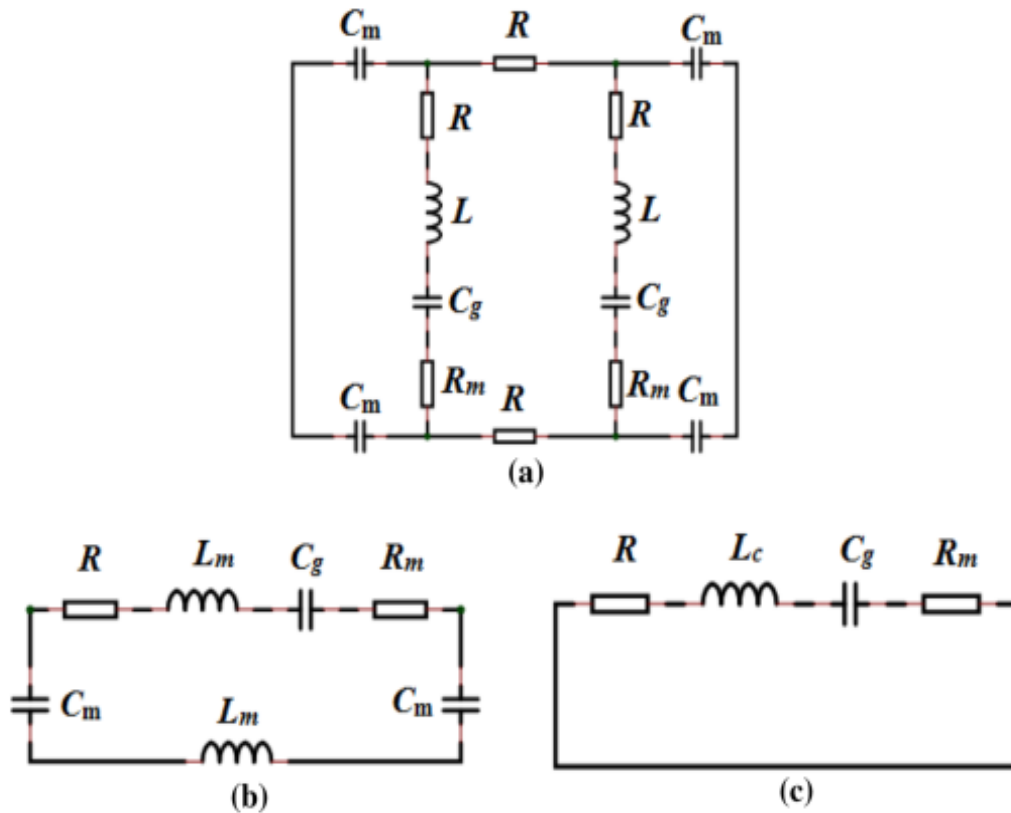 Cm R Cm
R R
L L
Cg Cg
Rm Rm
Cm R Cm
(a)
R Lm Cg Rm
Cm Cm
Lm
(b)
R Lc Cg Rm
(c)